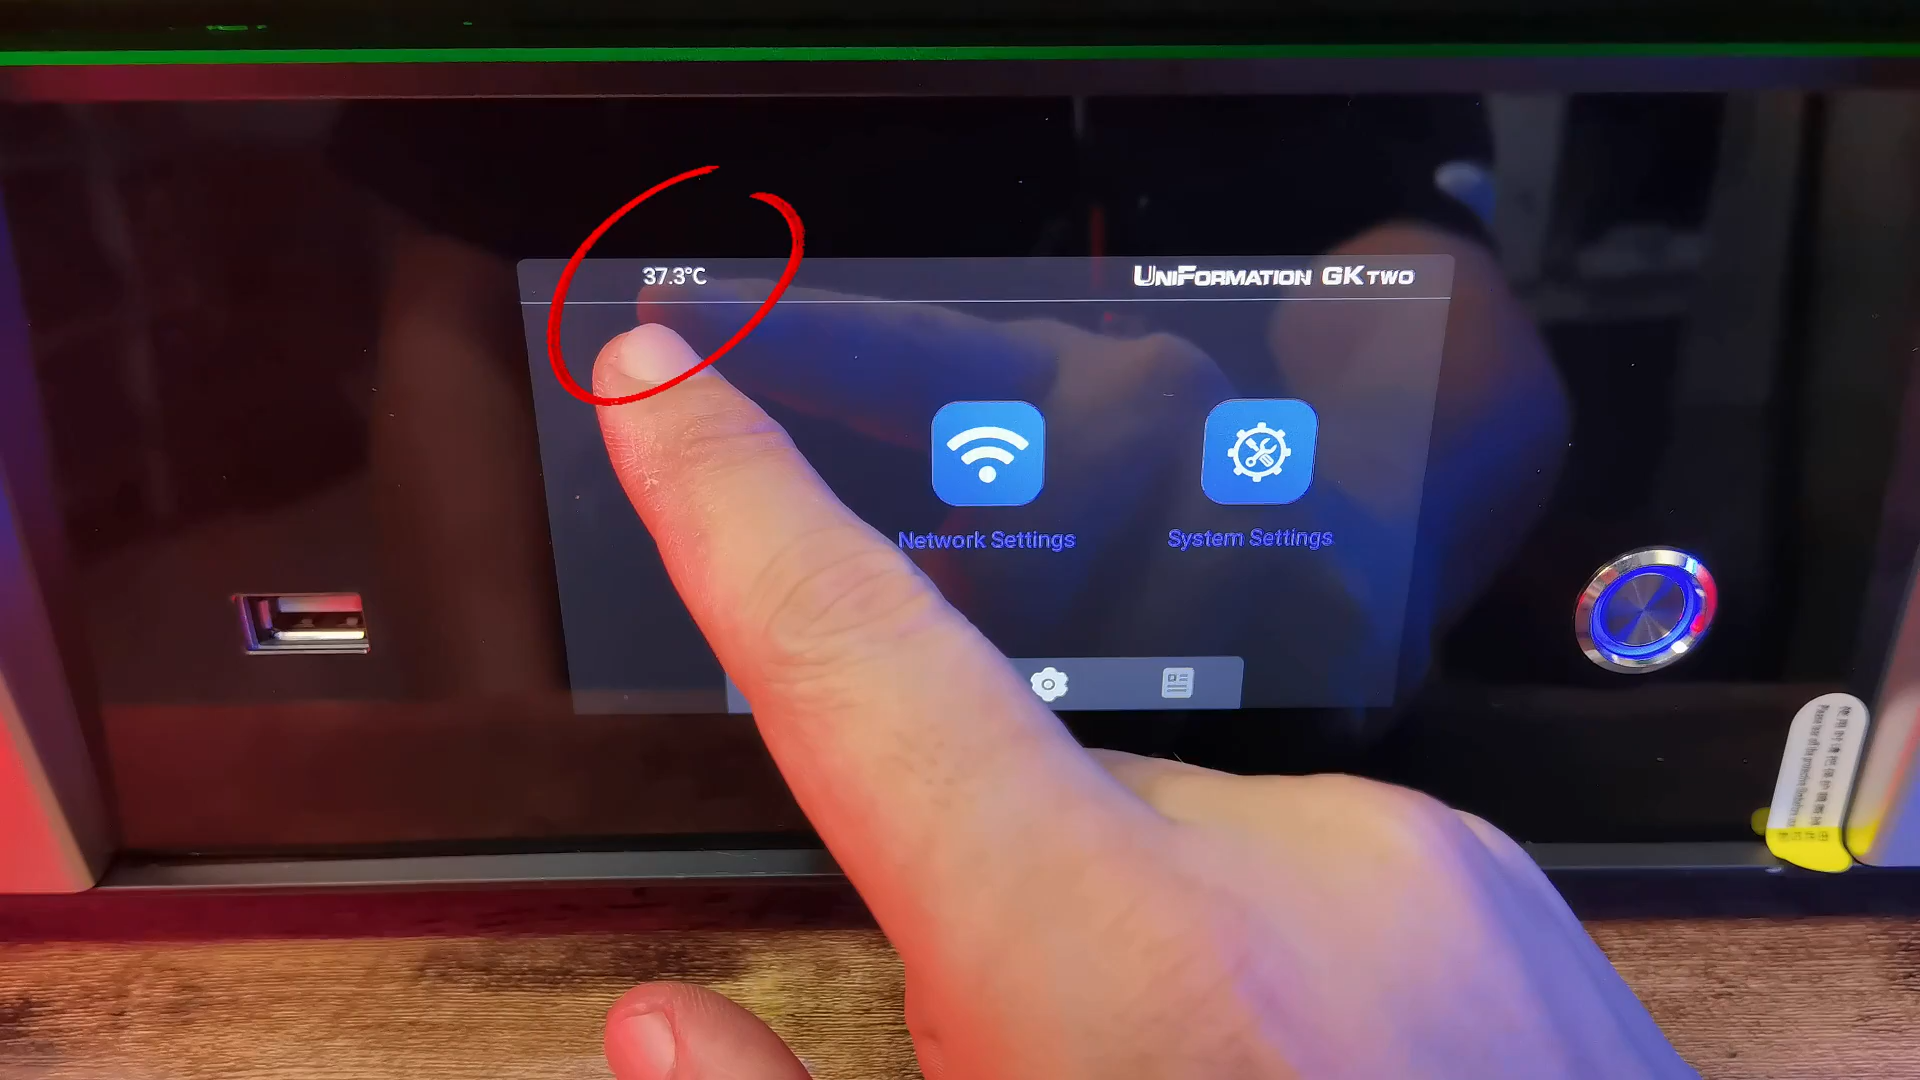 37.3°C
UNIFORMATION GKTWO
Network Settings
System Settings